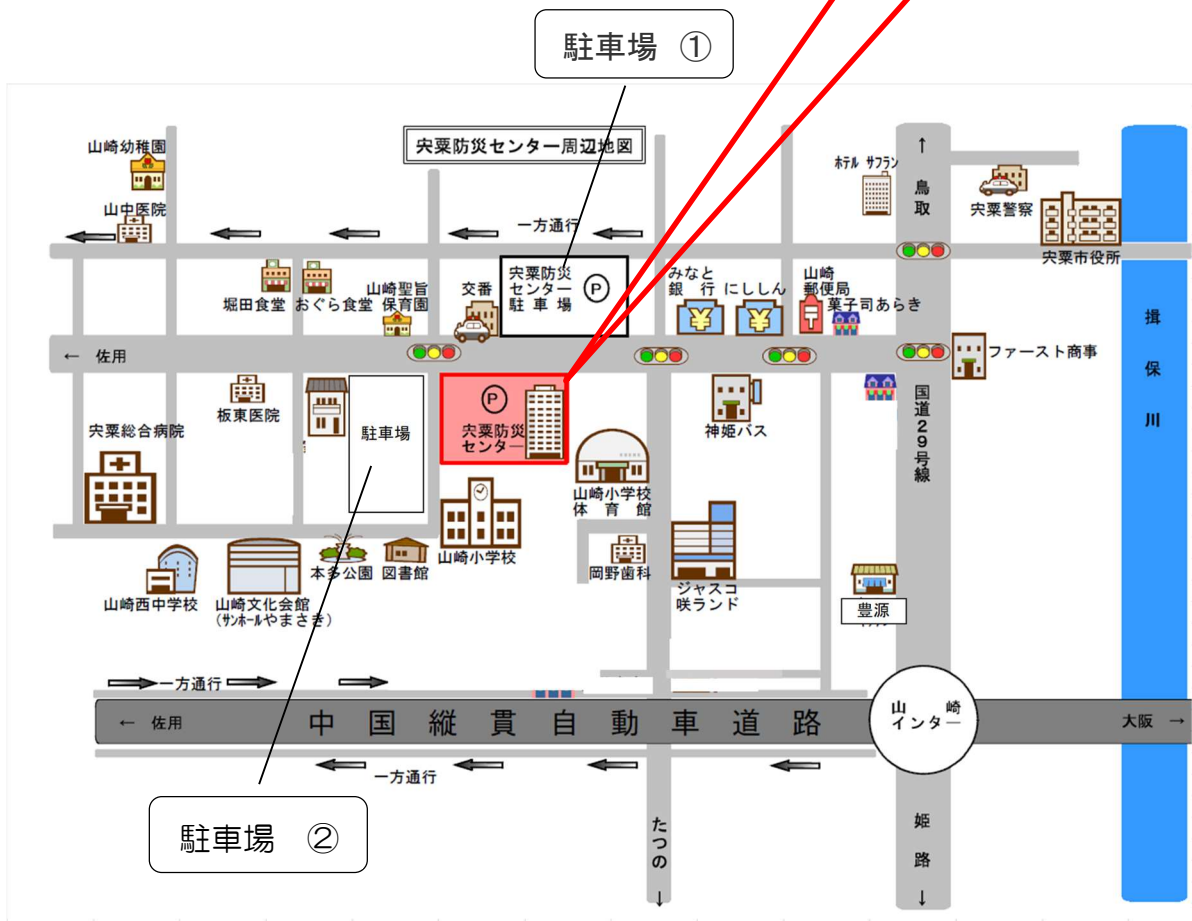 駐車場 ①
宍粟防災センター周辺地図
山崎幼稚園
山中医院
一方通行
ホテル サフラン
↑
鳥
取
宍粟警察
宍粟市役所
堀田食堂
おぐら食堂
山崎聖旨
保育園
交番
宍粟防災
センター
駐車場
P
みなと
銀行
にししん
山崎
郵便局
菓子司あらき
← 佐用
ファースト商事
揖
保
川
宍粟総合病院
板東医院
駐車場
P
宍粟防災
センター
神姫バス
国道29号線
山崎小学校
体育館
山崎西中学校
山崎文化会館
(サンホールやまさき)
本多公園
図書館
山崎小学校
岡野歯科
ジャスコ
咲ランド
豊源
一方通行
← 佐用
中国縦貫自動車道路
山崎
インター
大阪 →
一方通行
駐車場 ②
たつの
↓
姫
路
↓